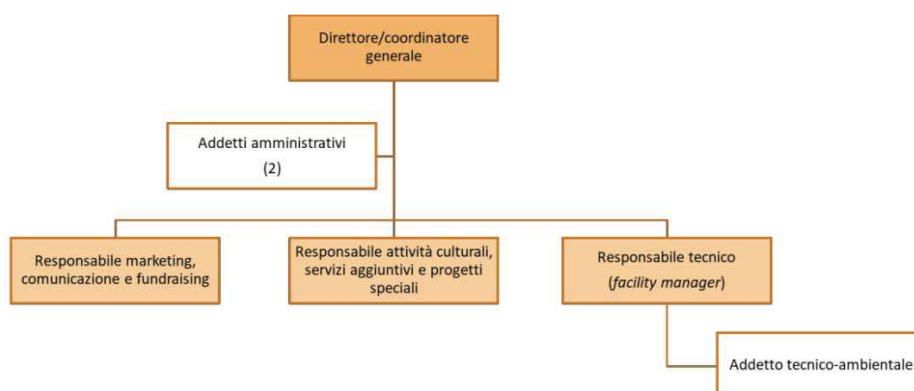 Direttore/coordinatore
generale
Addetti amministrativi
(2)
Responsabile marketing,
comunicazione e fundraising
Responsabile attività culturali,
servizi aggiuntivi e progetti
speciali
Responsabile tecnico
(facility manager)
Addetto tecnico-ambientale